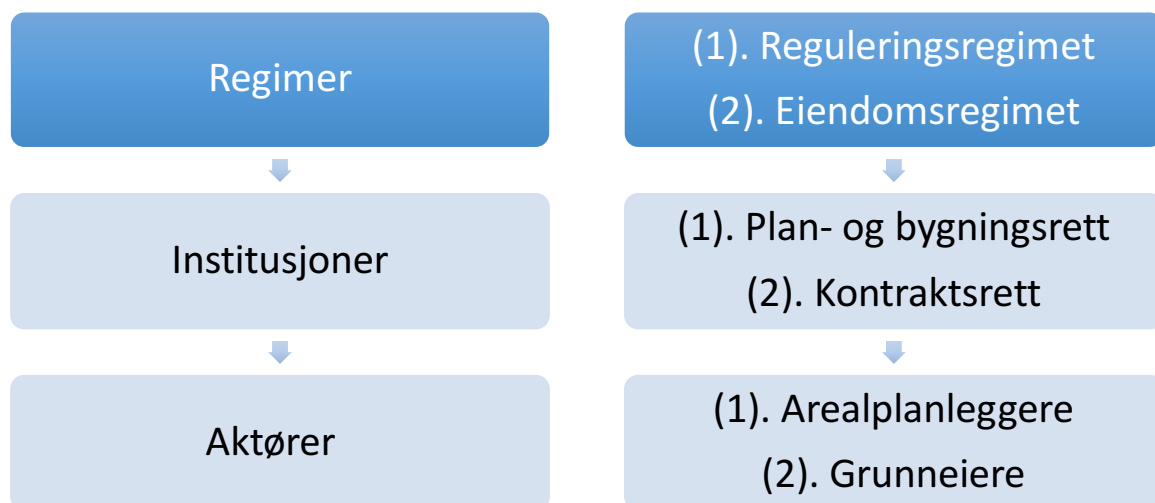 Regimer
(1). Reguleringsregimet
(2). Eiendomsregimet
Institusjoner
(1). Plan- og bygningsrett
(2). Kontraktsrett
Aktører
(1). Arealplanleggere
(2). Grunneiere